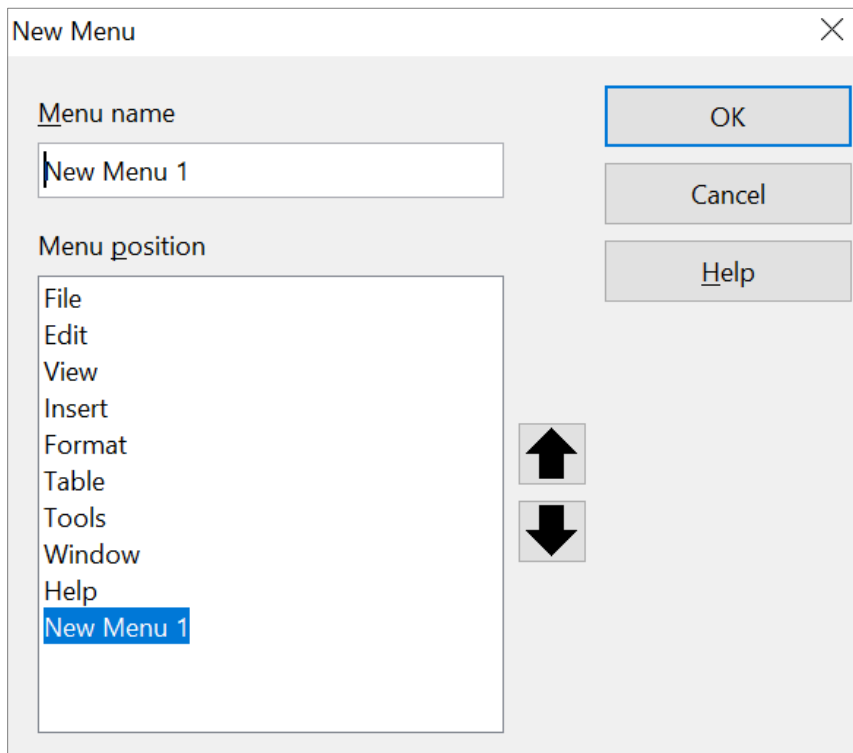 New Menu
Menu name
New Menu 1
OK
Cancel
Help
Menu position
File
Edit
View
Insert
Format
Table
Tools
Window
Help
New Menu 1